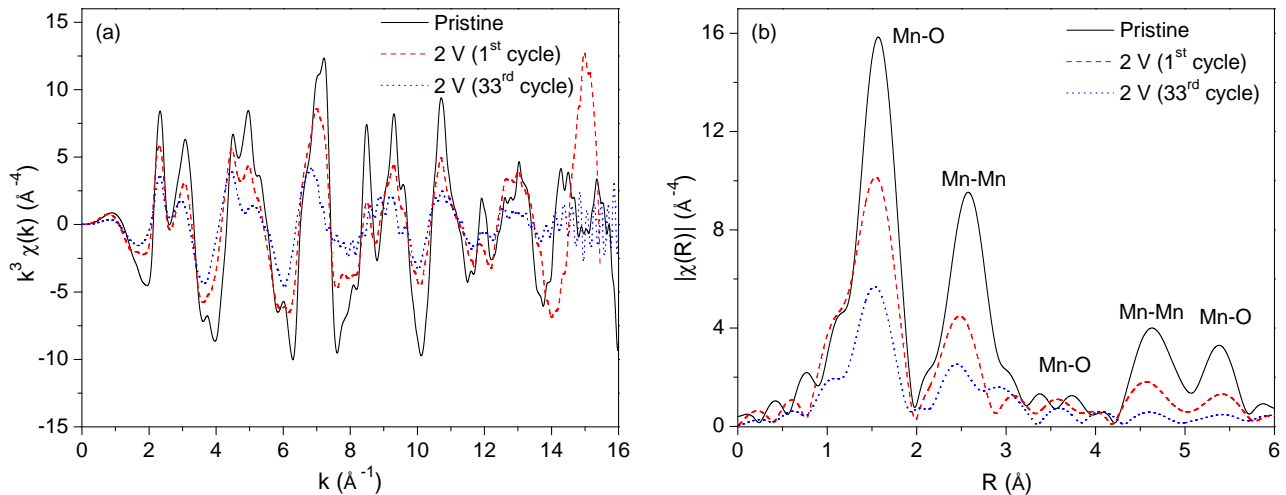 (a)
Pristine
2 V (1st cycle)
2 V (33rd cycle)
15
10
5
0
-5
-10
-15
k3 χ(k) (Å-4)
0 2 4 6 8 10 12 14 16
k (Å-1)
(b)
Pristine
2 V (1st cycle)
2 V (33rd cycle)
Mn-O
Mn-Mn
Mn-O
Mn-Mn
Mn-O
16
12
8
4
0
|χ(R)| (Å-4)
0 1 2 3 4 5 6
R (Å)